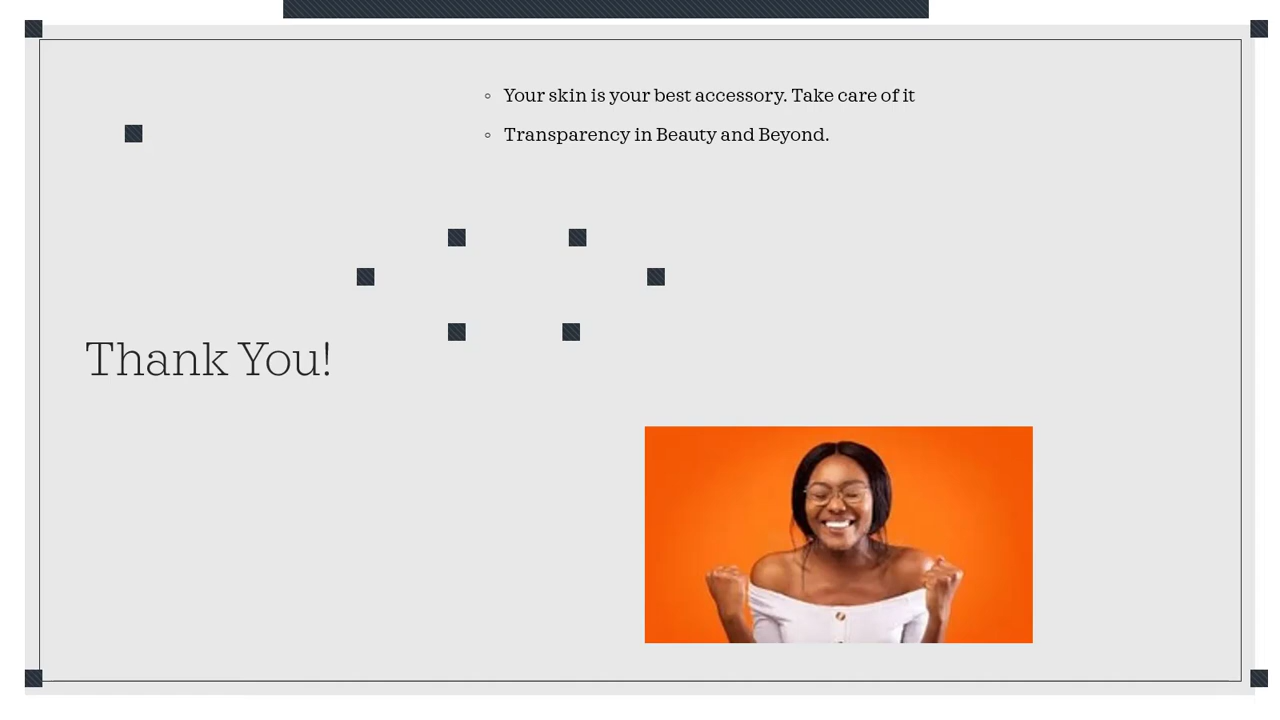 Your skin is your best accessory. Take care of it
Transparency in Beauty and Beyond.
Thank You!